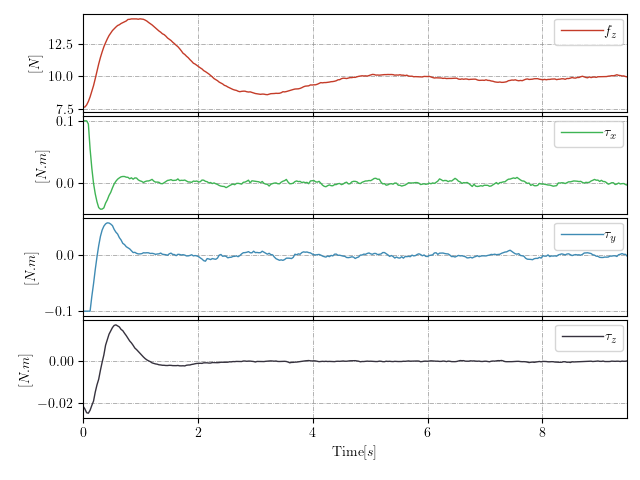 12.5
10.0
7.5
[N]
f_z
0.1
0.0
[N.m]
τ_x
0.0
−0.1
[N.m]
τ_y
0.00
−0.02
[N.m]
τ_z
0 2 4 6 8
Time[s]